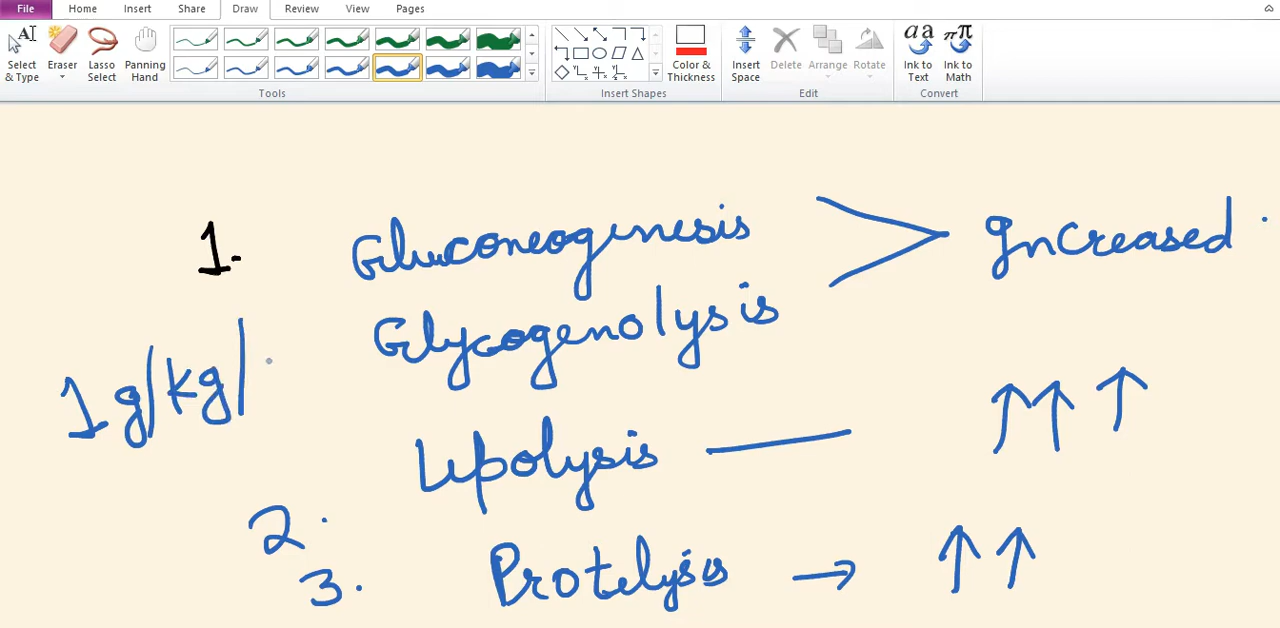 File Home Insert Share Draw Review View Pages
Select & Type Eraser Lasso Select Panning Hand Color & Thickness Insert Space Delete Arrange Rotate Ink to Text Ink to Math
Tools Insert Shapes Edit Convert
1. Gluconeogenesis > Increased.
Glycogenolysis
1g/kg/
Lipolysis — ↑↑↑
2.
3. Protelysis → ↑↑